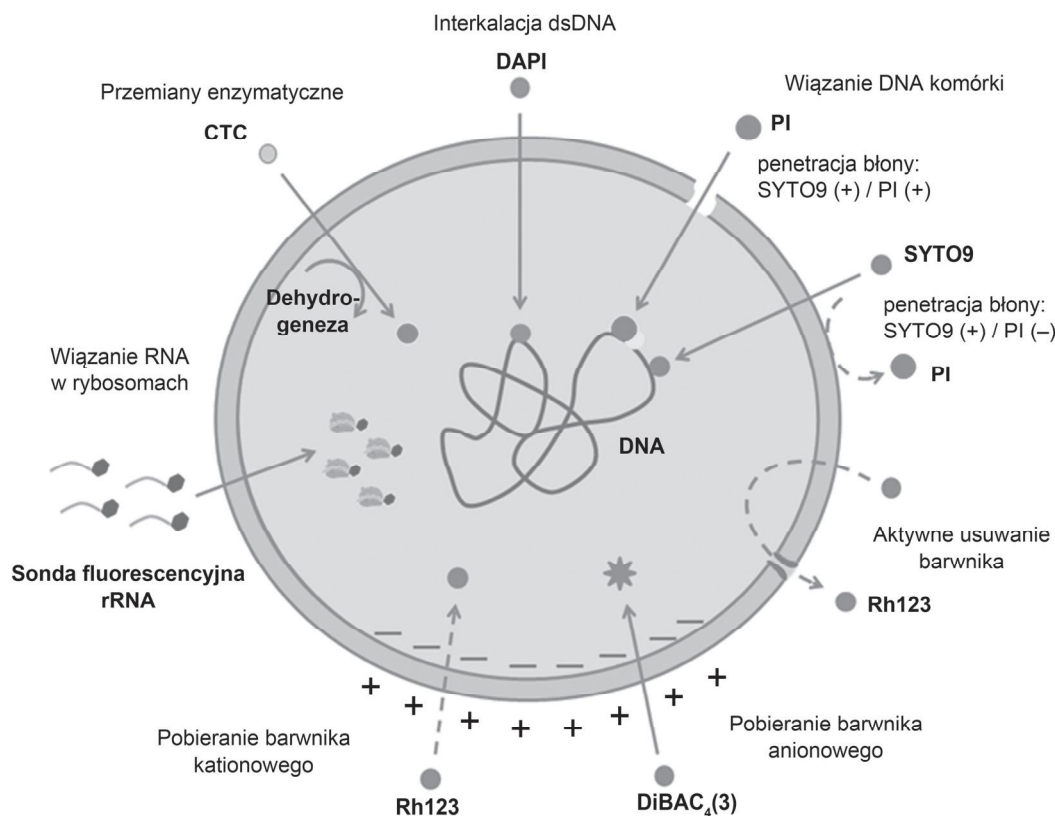 Interkalacja dsDNA
DAPI
Przemiany enzymatyczne
CTC
Wiązanie DNA komórki
PI
penetracja błony:
SYTO9 (+) / PI (+)
SYTO9
penetracja błony:
SYTO9 (+) / PI (–)
PI
Dehydro-
geneza
Wiązanie RNA
w rybosomach
DNA
Sonda fluorescencyjna
rRNA
Aktywne usuwanie
barwnika
Rh123
Pobieranie barwnika
kationowego
Rh123
Pobieranie barwnika
anionowego
DiBAC₄(3)